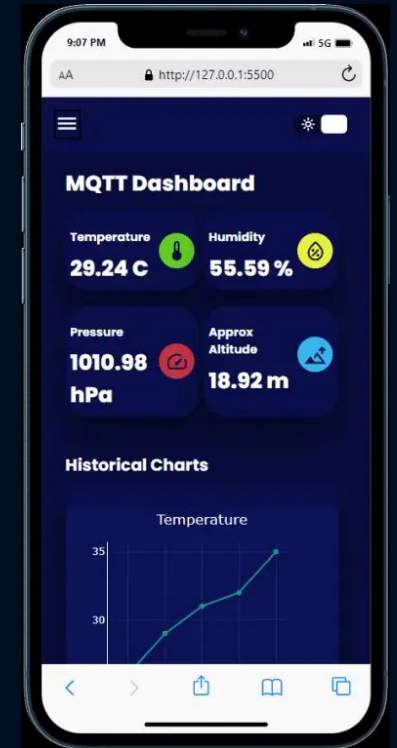 9:07 PM
5G
AA
http://127.0.0.1:5500
MQTT Dashboard
Temperature
29.24 C
Humidity
55.59 %
Pressure
1010.98
hPa
Approx
Altitude
18.92 m
Historical Charts
Temperature
35
30